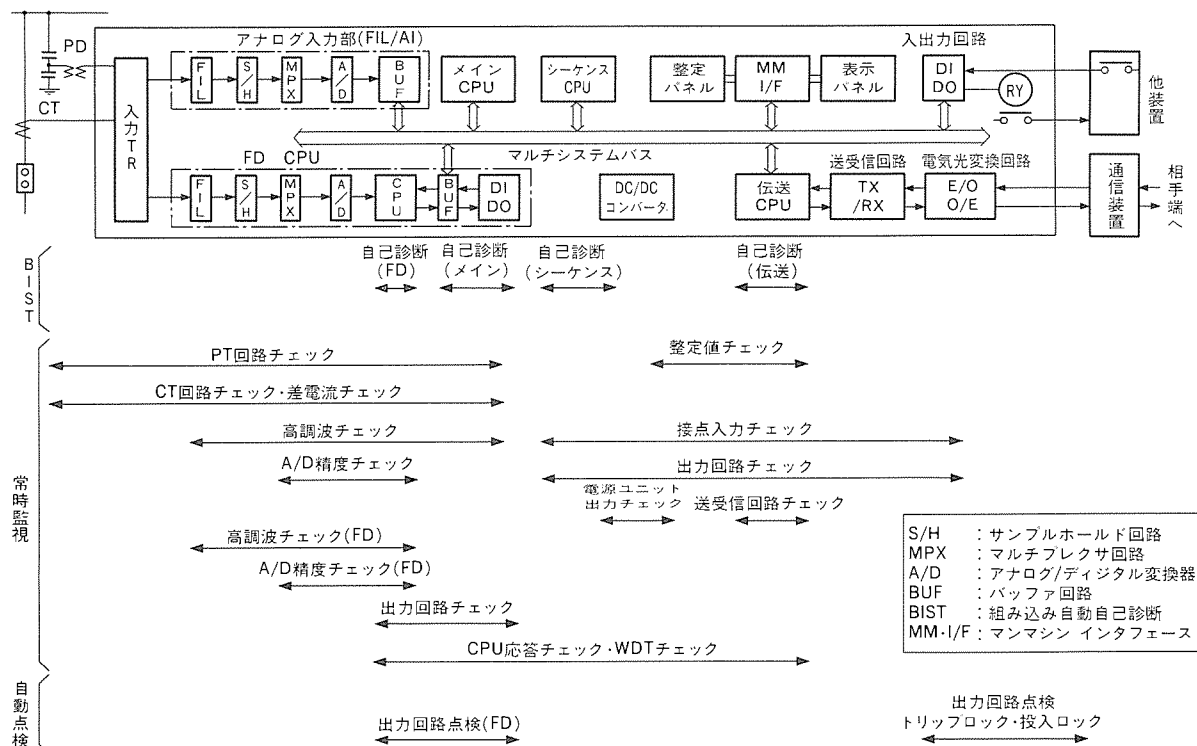 PD
CT
入力TR
アナログ入力部(FIL/AI)
FIL
S/H
MPX
A/D
BUF
メイン
CPU
シーケンス
CPU
整定
パネル
MM
I/F
表示
パネル
入出力回路
DI
DO
RY
他装置
マルチシステムバス
FD CPU
FIL
S/H
MPX
A/D
CPU
BUF
DI
DO
DC/DC
コンバータ
伝送
CPU
送受信回路
TX
/RX
電気光変換回路
E/O
O/E
通信装置
相手端へ
BIST
自己診断
(FD)
自己診断
(メイン)
自己診断
(シーケンス)
自己診断
(伝送)
常時監視
PT回路チェック
整定値チェック
CT回路チェック・差電流チェック
高調波チェック
接点入力チェック
A/D精度チェック
出力回路チェック
電源ユニット
出力チェック
送受信回路チェック
高調波チェック(FD)
A/D精度チェック(FD)
出力回路チェック
CPU応答チェック・WDTチェック
自動点検
出力回路点検(FD)
出力回路点検
トリップロック・投入ロック
S/H : サンプルホールド回路
MPX : マルチプレクサ回路
A/D : アナログ/ディジタル変換器
BUF : バッファ回路
BIST : 組み込み自動自己診断
MM・I/F : マンマシン インタフェース